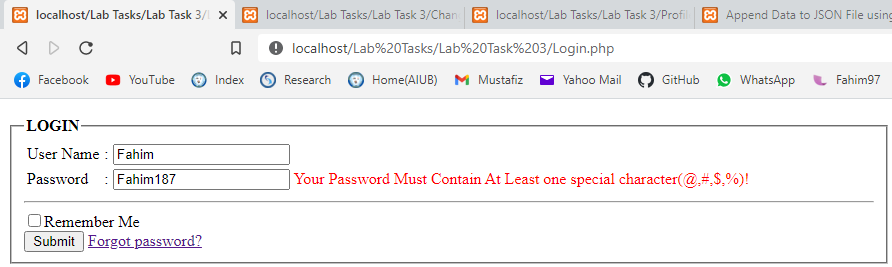 localhost/Lab Tasks/Lab Task 3/ localhost/Lab Tasks/Lab Task 3/Chan localhost/Lab Tasks/Lab Task 3/Profil Append Data to JSON File using
localhost/Lab%20Tasks/Lab%20Task%203/Login.php
Facebook YouTube Index Research Home(AIUB) Mustafiz Yahoo Mail GitHub WhatsApp Fahim97
LOGIN
User Name : Fahim
Password : Fahim187 Your Password Must Contain At Least one special character(@,#,$,%)!
Remember Me
Submit Forgot password?